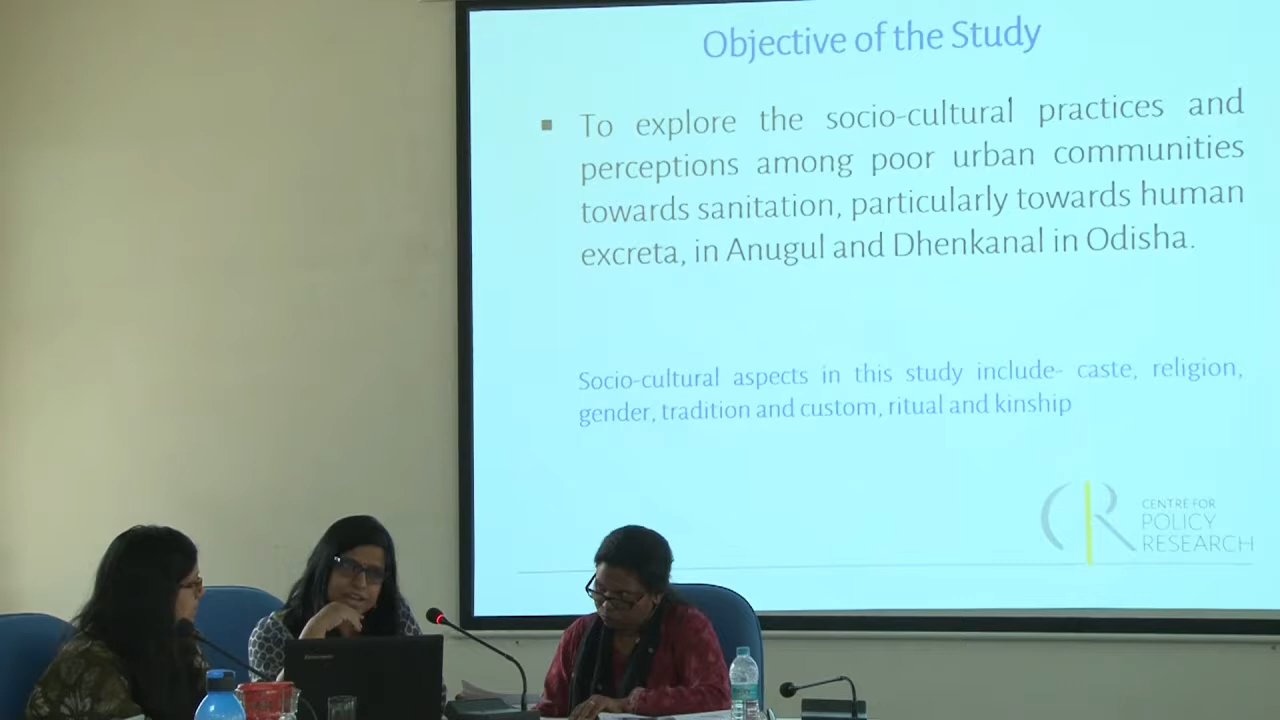 Objective of the Study
To explore the socio-cultural practices and
perceptions among poor urban communities
towards sanitation, particularly towards human
excreta, in Anugul and Dhenkanal in Odisha.
Socio-cultural aspects in this study include- caste, religion,
gender, tradition and custom, ritual and kinship
CENTRE FOR
POLICY
RESEARCH